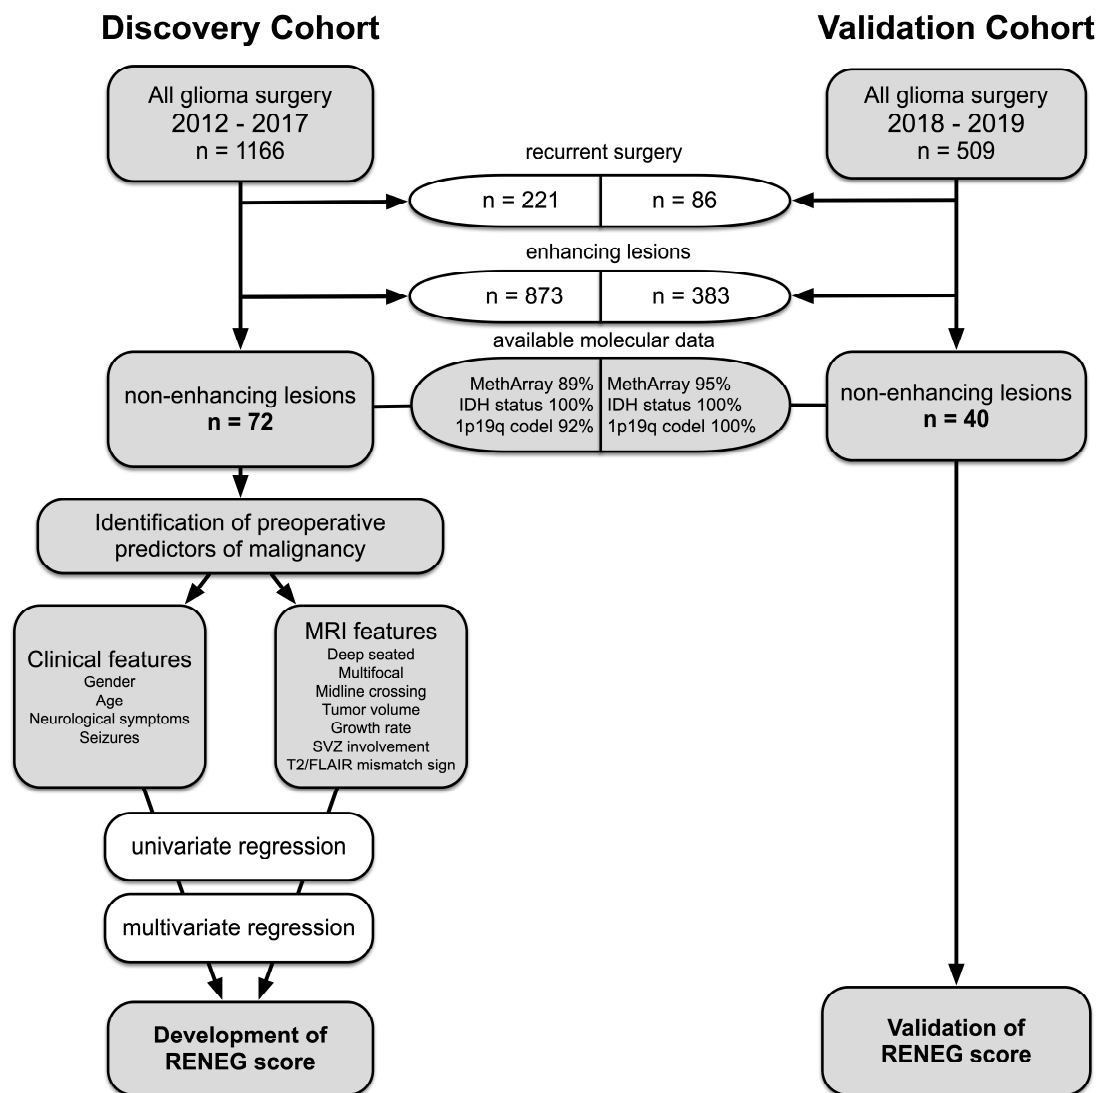 Discovery Cohort
Validation Cohort
All glioma surgery
2012 - 2017
n = 1166
All glioma surgery
2018 - 2019
n = 509
recurrent surgery
n = 221
n = 86
enhancing lesions
n = 873
n = 383
available molecular data
MethArray 89%
IDH status 100%
1p19q codel 92%
MethArray 95%
IDH status 100%
1p19q codel 100%
non-enhancing lesions
n = 72
non-enhancing lesions
n = 40
Identification of preoperative
predictors of malignancy
Clinical features
Gender
Age
Neurological symptoms
Seizures
MRI features
Deep seated
Multifocal
Midline crossing
Tumor volume
Growth rate
SVZ involvement
T2/FLAIR mismatch sign
univariate regression
multivariate regression
Development of
RENEG score
Validation of
RENEG score